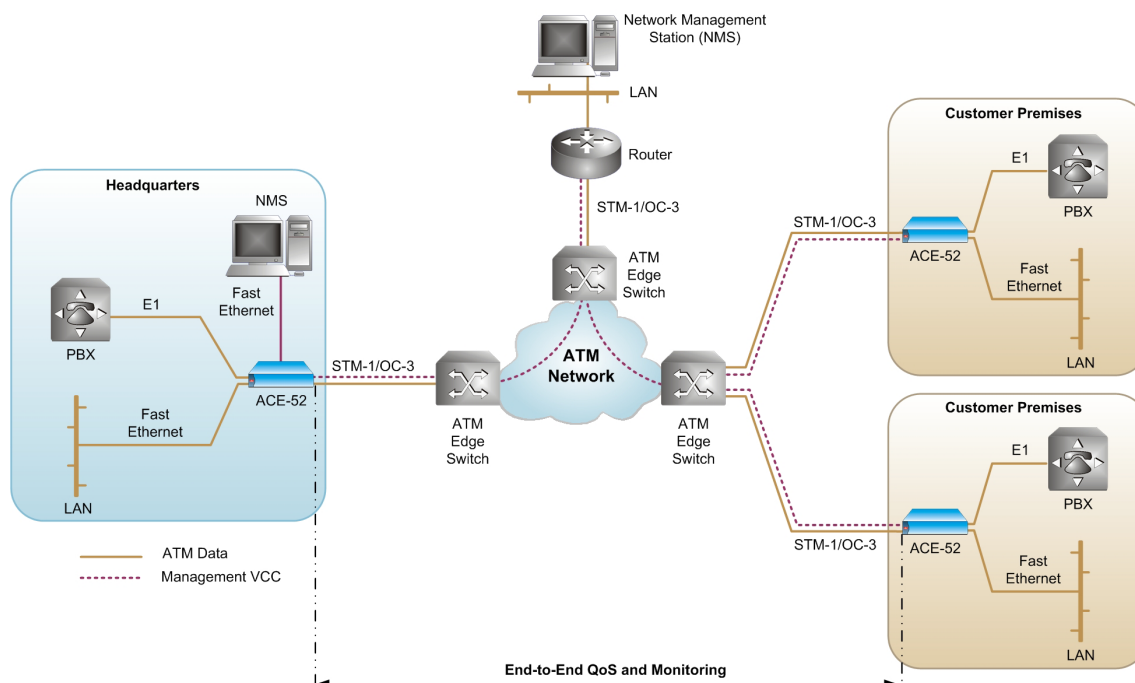 Network Management
Station (NMS)
LAN
Router
STM-1/OC-3
ATM
Edge
Switch
ATM
Network
Headquarters
NMS
Fast
Ethernet
E1
PBX
ACE-52
Fast
Ethernet
LAN
STM-1/OC-3
ATM
Edge
Switch
ATM
Edge
Switch
Customer Premises
E1
PBX
STM-1/OC-3
ACE-52
Fast
Ethernet
LAN
Customer Premises
E1
PBX
STM-1/OC-3
ACE-52
Fast
Ethernet
LAN
ATM Data
Management VCC
End-to-End QoS and Monitoring